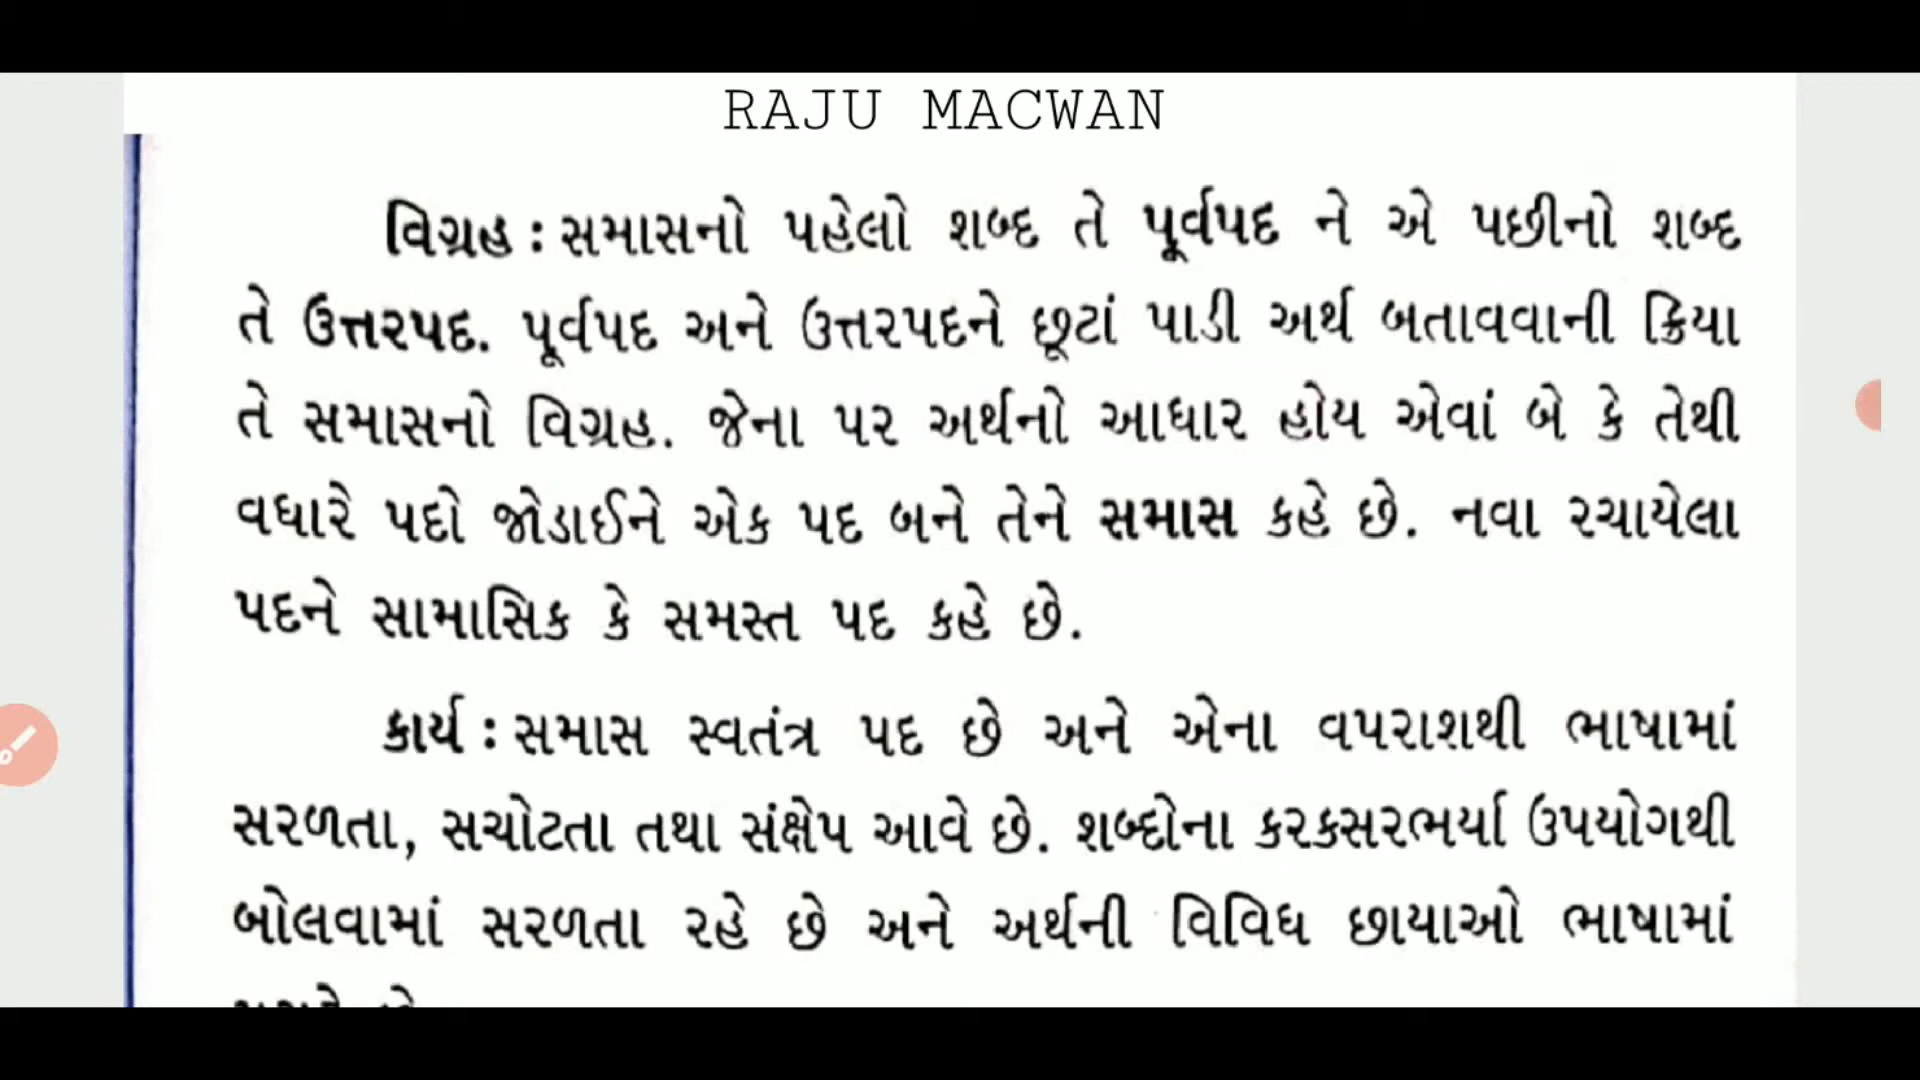 RAJU MACWAN
વિગ્રહ : સમાસનો પહેલો શબ્દ તે પૂર્વપદ ને એ પછીનો શબ્દ
તે ઉત્તરપદ. પૂર્વપદ અને ઉત્તરપદને છૂટાં પાડી અર્થ બતાવવાની ક્રિયા
તે સમાસનો વિગ્રહ. જેના પર અર્થનો આધાર હોય એવાં બે કે તેથી
વધારે પદો જોડાઈને એક પદ બને તેને સમાસ કહે છે. નવા રચાયેલા
પદને સામાસિક કે સમસ્ત પદ કહે છે.
કાર્ય : સમાસ સ્વતંત્ર પદ છે અને એના વપરાશથી ભાષામાં
સરળતા, સચોટતા તથા સંક્ષેપ આવે છે. શબ્દોના કરકસરભર્યા ઉપયોગથી
બોલવામાં સરળતા રહે છે અને અર્થની વિવિધ છાયાઓ ભાષામાં